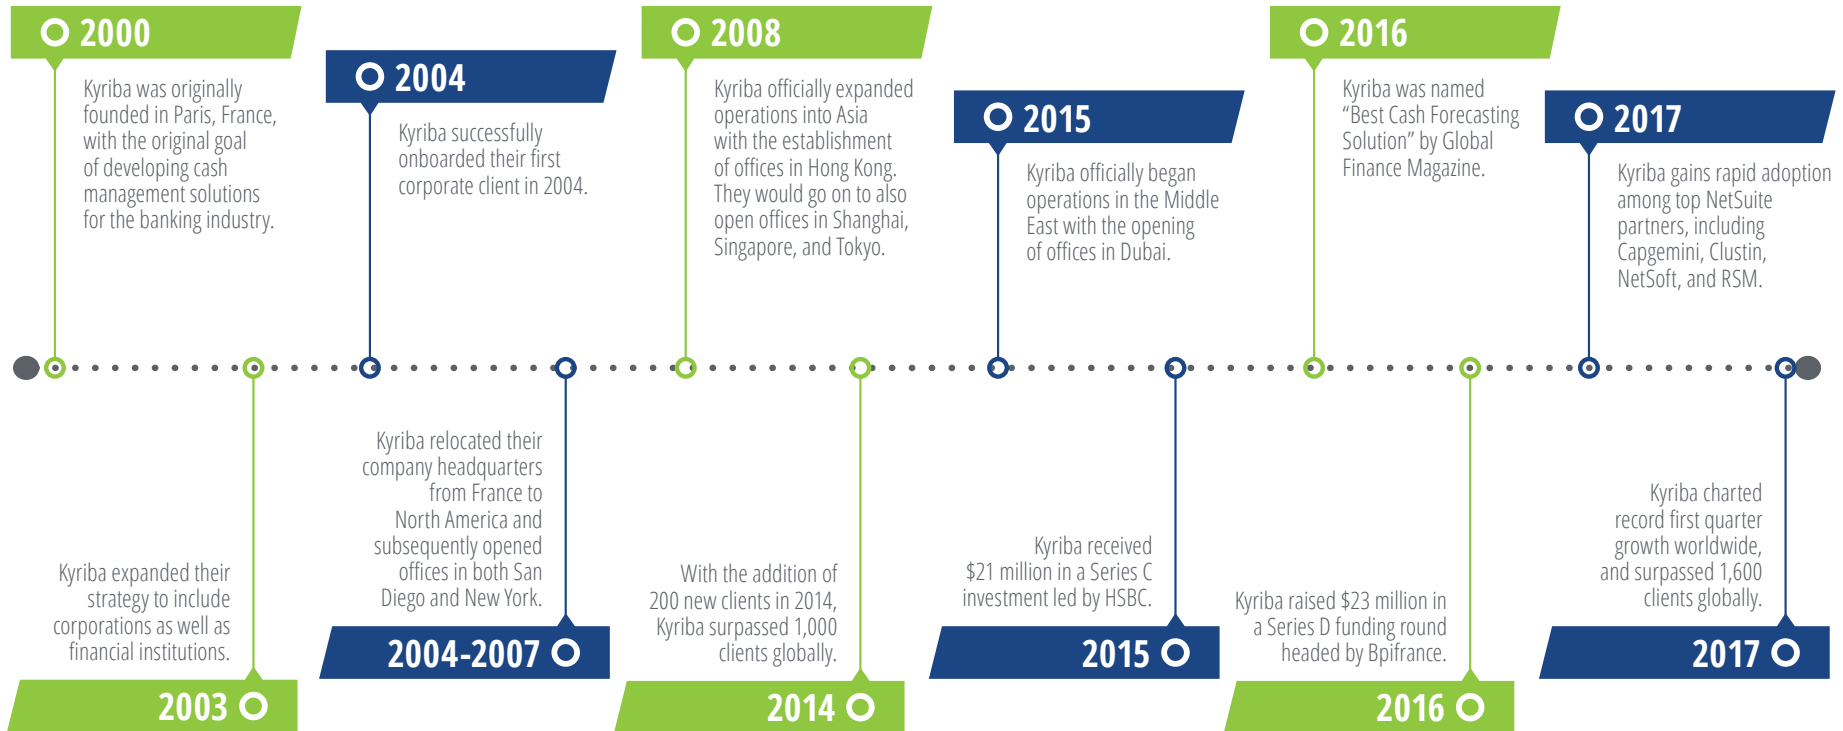 2000
Kyriba was originally
founded in Paris, France,
with the original goal
of developing cash
management solutions
for the banking industry.
2003
Kyriba expanded their
strategy to include
corporations as well as
financial institutions.
2004
Kyriba successfully
onboarded their first
corporate client in 2004.
Kyriba relocated their
company headquarters
from France to
North America and
subsequently opened
offices in both San
Diego and New York.
2004-2007
2008
Kyriba officially expanded
operations into Asia
with the establishment
of offices in Hong Kong.
They would go on to also
open offices in Shanghai,
Singapore, and Tokyo.
With the addition of
200 new clients in 2014,
Kyriba surpassed 1,000
clients globally.
2014
2015
Kyriba officially began
operations in the Middle
East with the opening
of offices in Dubai.
Kyriba received
$21 million in a Series C
investment led by HSBC.
2015
2016
Kyriba was named
“Best Cash Forecasting
Solution” by Global
Finance Magazine.
Kyriba raised $23 million in
a Series D funding round
headed by Bpifrance.
2016
2017
Kyriba gains rapid adoption
among top NetSuite
partners, including
Capgemini, Clustin,
NetSoft, and RSM.
Kyriba charted
record first quarter
growth worldwide,
and surpassed 1,600
clients globally.
2017